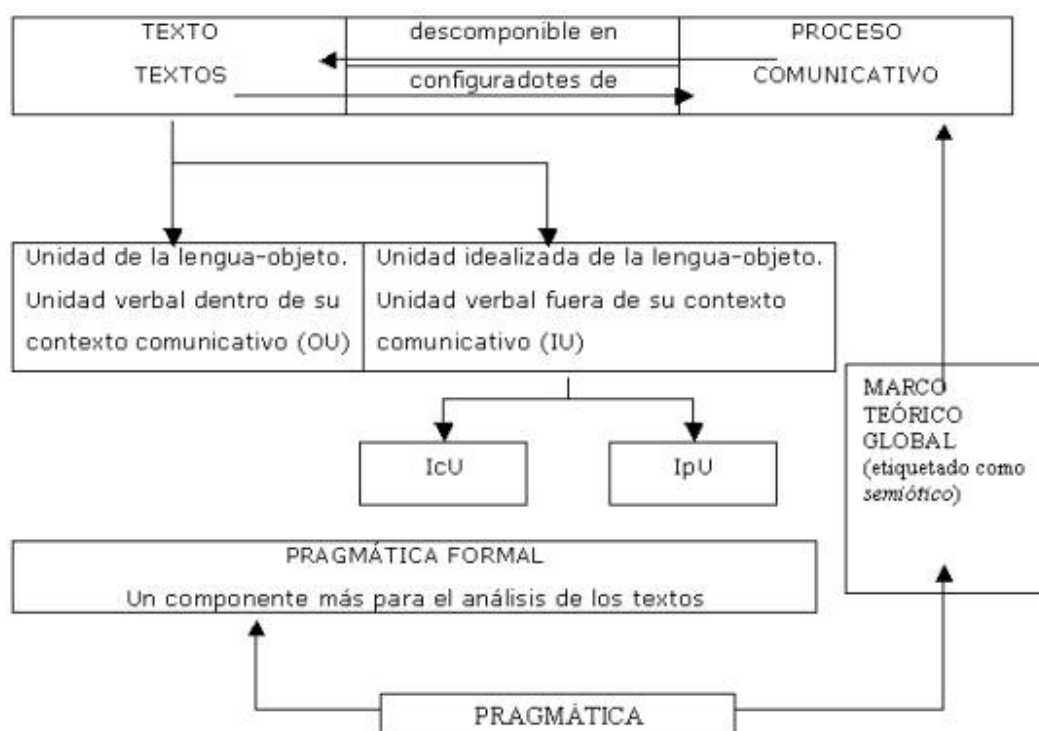 TEXTO
TEXTOS
descomponible en
configuradotes de
PROCESO
COMUNICATIVO
Unidad de la lengua-objeto.
Unidad verbal dentro de su
contexto comunicativo (OU)
Unidad idealizada de la lengua-objeto.
Unidad verbal fuera de su contexto
comunicativo (IU)
IcU
IpU
MARCO
TEÓRICO
GLOBAL
(etiquetado como
semiótico)
PRAGMÁTICA FORMAL
Un componente más para el análisis de los textos
PRAGMÁTICA